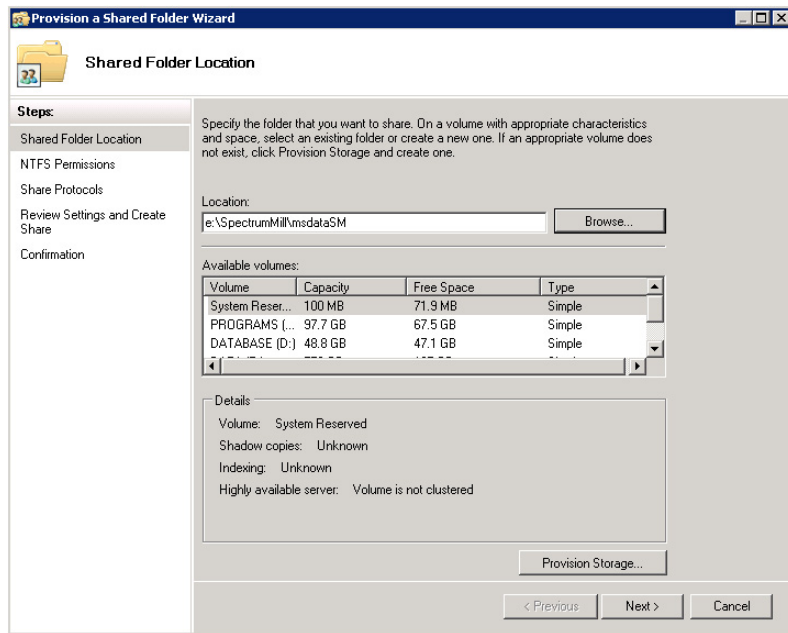 Provision a Shared Folder Wizard
Shared Folder Location
Steps:
Shared Folder Location
NTFS Permissions
Share Protocols
Review Settings and Create
Share
Confirmation
Specify the folder that you want to share. On a volume with appropriate characteristics
and space, select an existing folder or create a new one. If an appropriate volume does
not exist, click Provision Storage and create one.
Location:
e:\SpectrumMill\msdataSM
Browse...
Available volumes:
Volume Capacity Free Space Type
System Reser... 100 MB 71.9 MB Simple
PROGRAMS (... 97.7 GB 67.5 GB Simple
DATABASE (D:) 48.8 GB 47.1 GB Simple
Details
Volume: System Reserved
Shadow copies: Unknown
Indexing: Unknown
Highly available server: Volume is not clustered
Provision Storage...
< Previous Next > Cancel